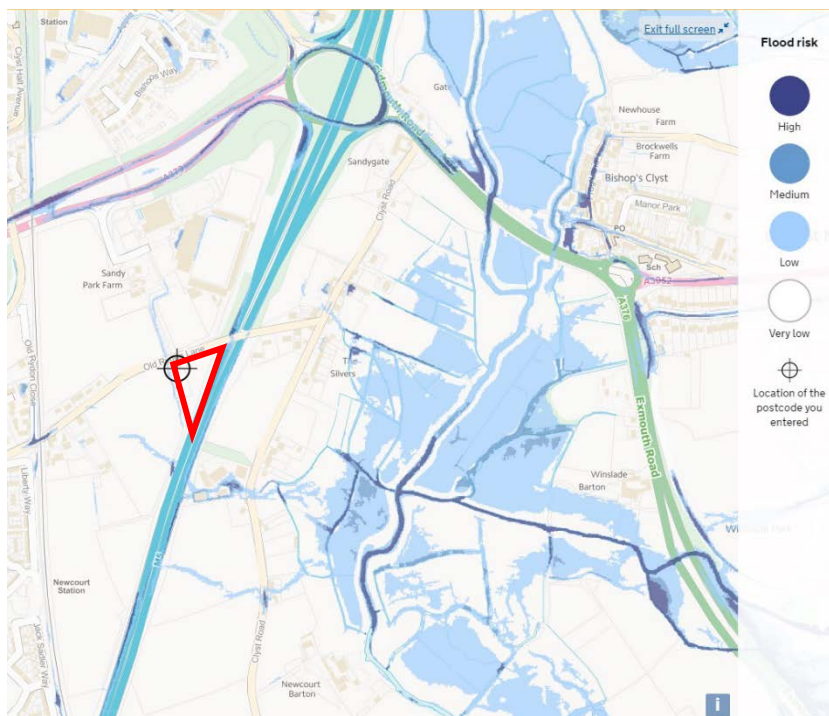 Station
Exit full screen
Flood risk
Clyst Halt Avenue
Bishops Way
Sidmouth Road
Gate
Newhouse
Farm
High
Brockwells
Farm
Sandygate
Bishop's Clyst
A379
Clyst Road
Manor Park
Medium
PO
Sandy
Park Farm
Sch
A3052
Low
A376
Old Rydon Close
Old Rydon Lane
The
Silvers
Very low
Location of the
postcode you
entered
Exmouth Road
Liberty Way
Winslade
Barton
Newcourt
Station
Clyst Road
Jack Sadler Way
Newcourt
Barton
i